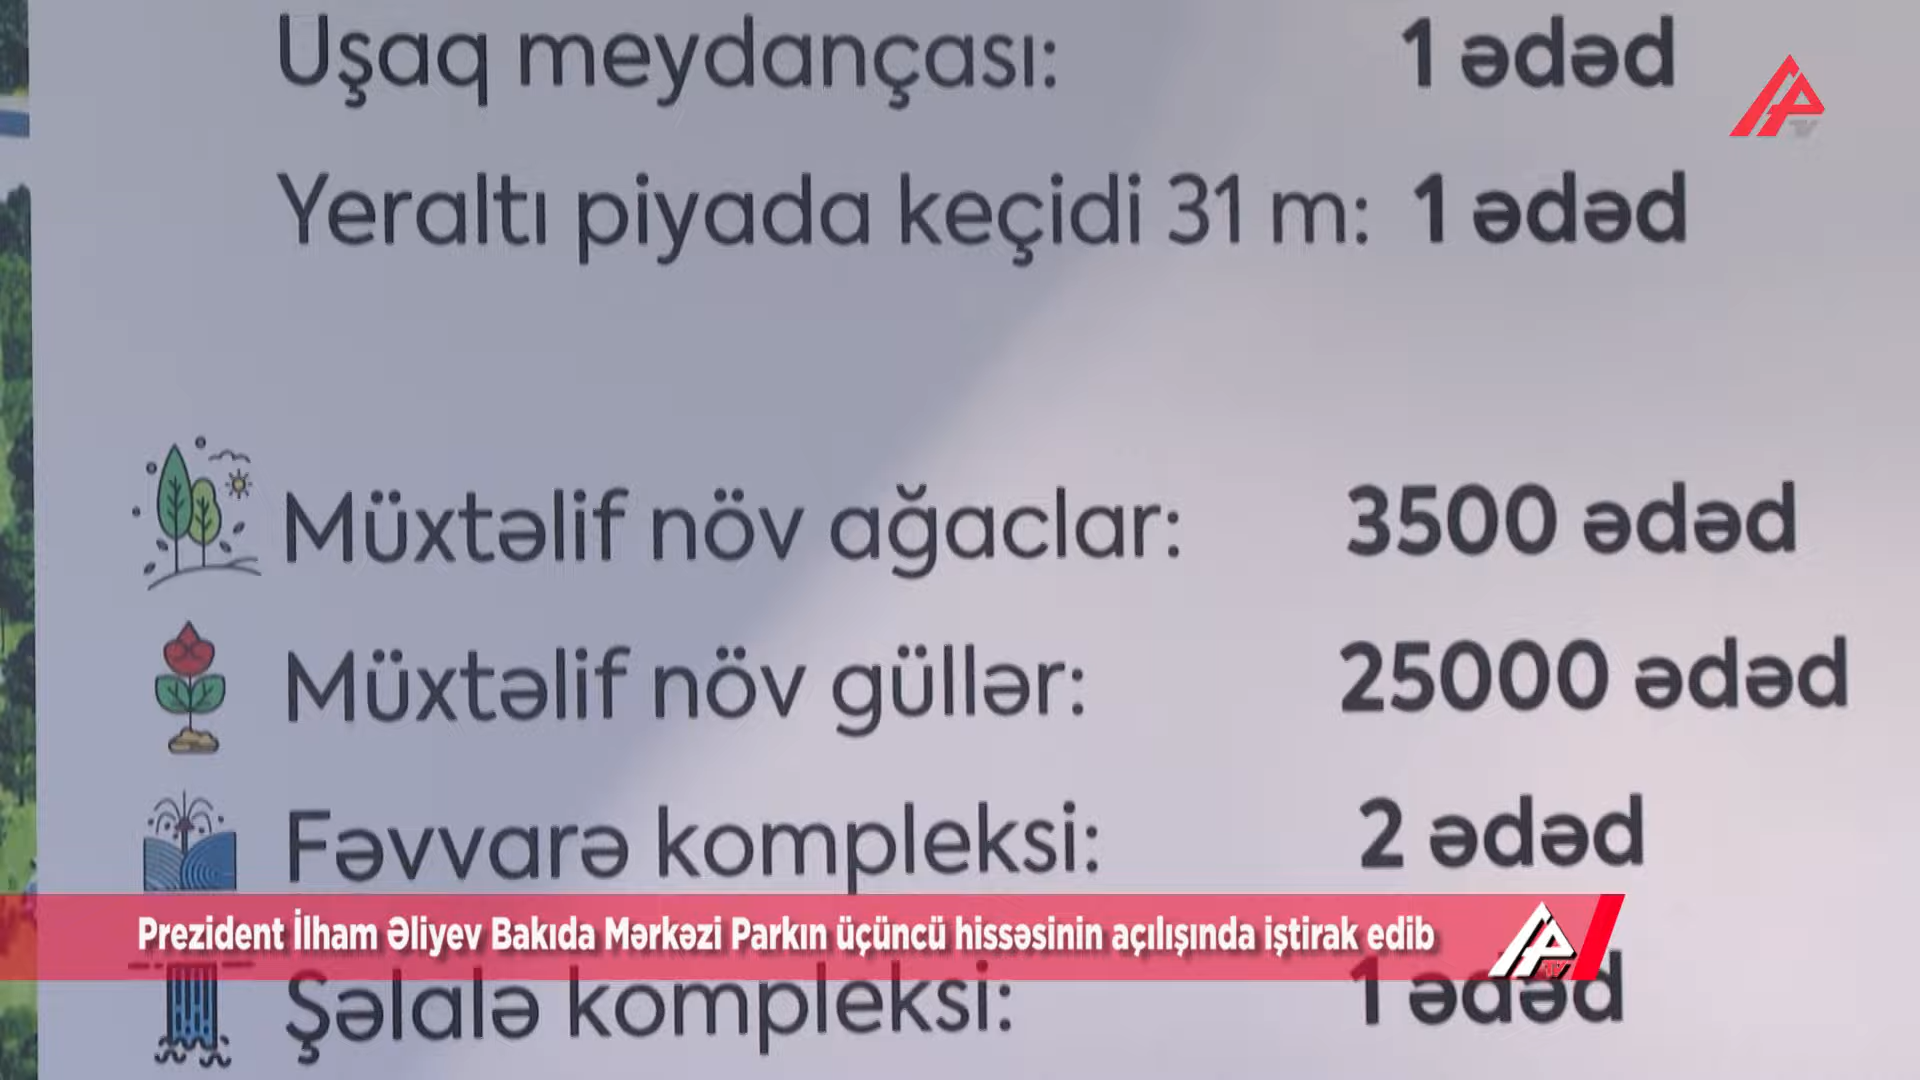 Uşaq meydançası: 1 ədəd
Yeraltı piyada keçidi 31 m: 1 ədəd
Müxtəlif növ ağaclar: 3500 ədəd
Müxtəlif növ güllər: 25000 ədəd
Fəvvarə kompleksi: 2 ədəd
Prezident İlham Əliyev Bakıda Mərkəzi Parkın üçüncü hissəsinin açılışında iştirak edib
Şəlalə kompleksi: 1 ədəd